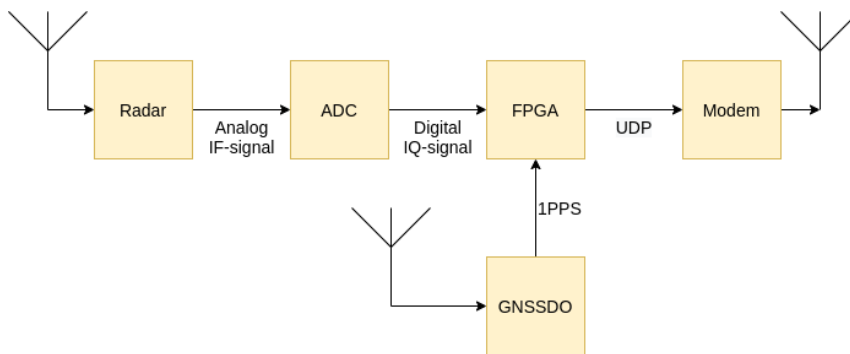 Radar
Analog
IF-signal
ADC
Digital
IQ-signal
FPGA
UDP
Modem
1PPS
GNSSDO